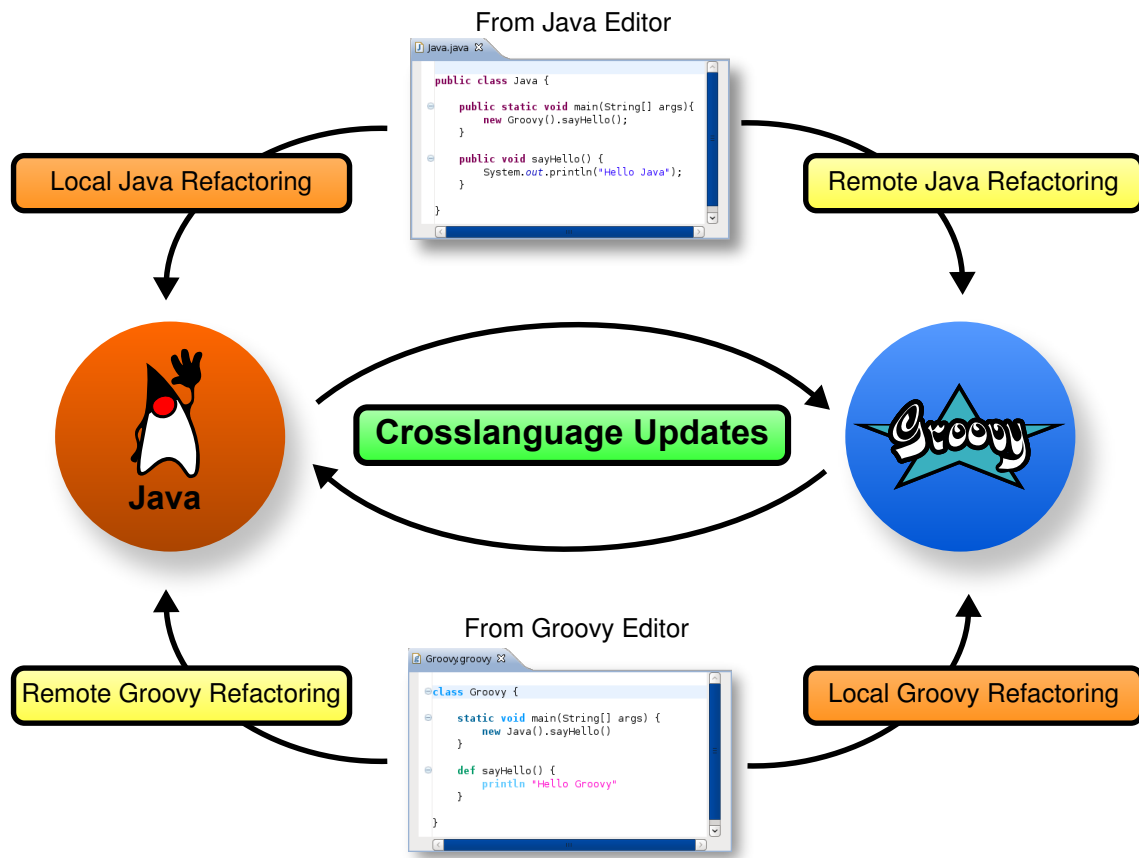 From Java Editor
Java.java
public class Java {
public static void main(String[] args){
new Groovy().sayHello();
}
public void sayHello() {
System.out.println("Hello Java");
}
}
Local Java Refactoring
Remote Java Refactoring
Java
Crosslanguage Updates
Groovy
From Groovy Editor
Groovy.groovy
class Groovy {
static void main(String[] args) {
new Java().sayHello()
}
def sayHello() {
println "Hello Groovy"
}
}
Remote Groovy Refactoring
Local Groovy Refactoring